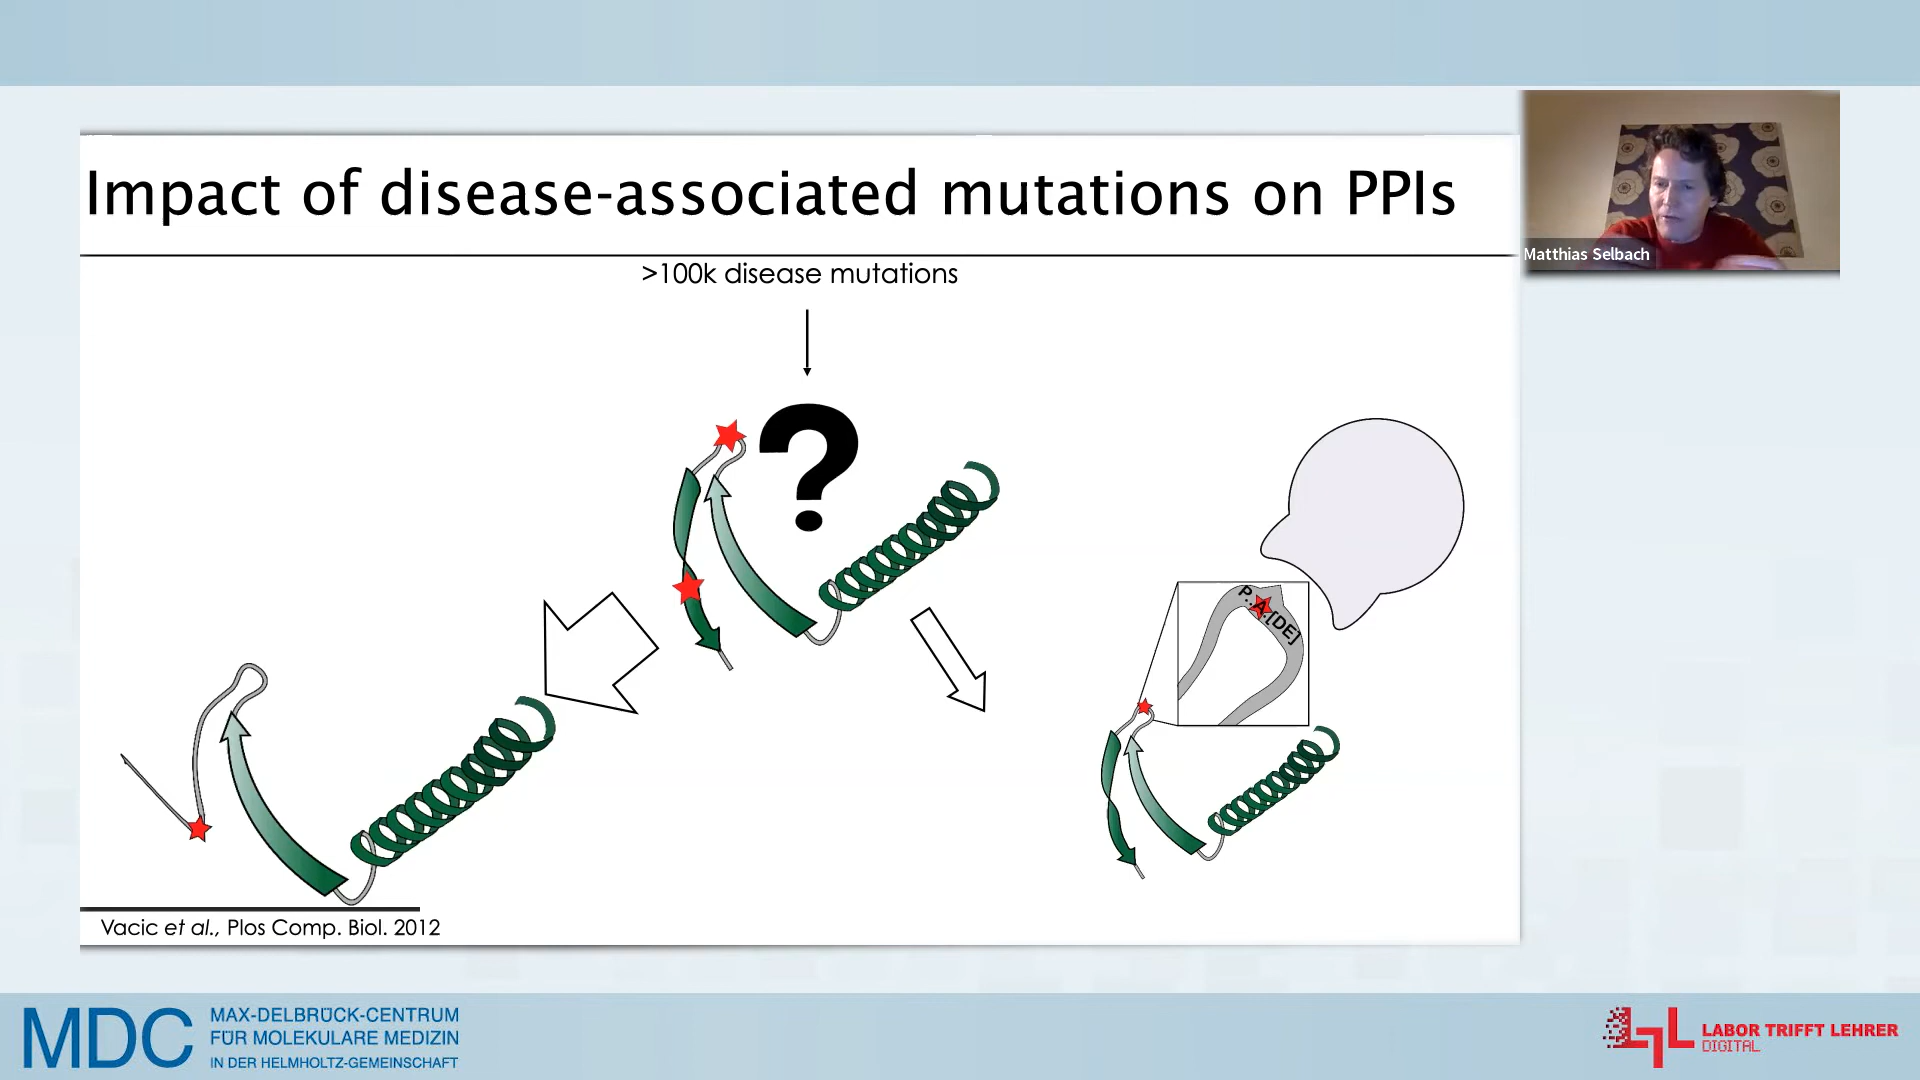 Impact of disease-associated mutations on PPIs
Matthias Selbach
>100k disease mutations
?
P..A.[DE]
Vacic et al., Plos Comp. Biol. 2012
MDC
MAX-DELBRÜCK-CENTRUM
FÜR MOLEKULARE MEDIZIN
IN DER HELMHOLTZ-GEMEINSCHAFT
LABOR TRIFFT LEHRER
DIGITAL